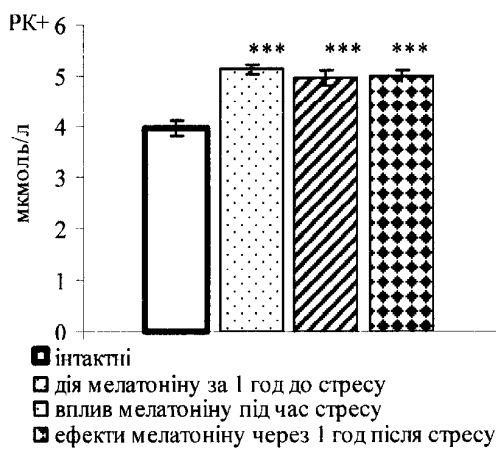 РК+ 6
*** *** ***
5
4
3
2
1
0
мкмоль/л
інтактні
дія мелатоніну за 1 год до стресу
вплив мелатоніну під час стресу
ефекти мелатоніну через 1 год після стресу